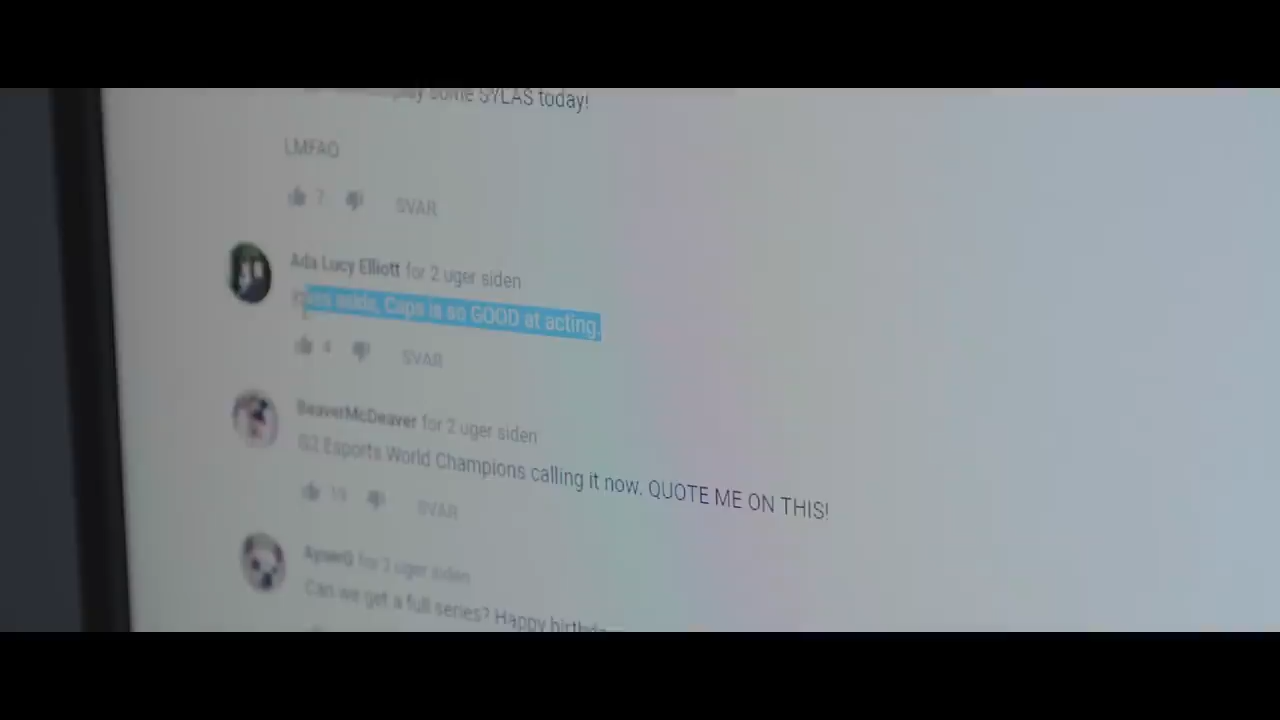 some SYLAS today!
LMFAO
7 SVAR
Ada Lucy Elliott for 2 uger siden
aside, Caps is so GOOD at acting.
4 SVAR
BeaverMcDeaver for 2 uger siden
G2 Esports World Champions calling it now. QUOTE ME ON THIS!
19 SVAR
for 2 uger siden
Can we get a full series? Happy